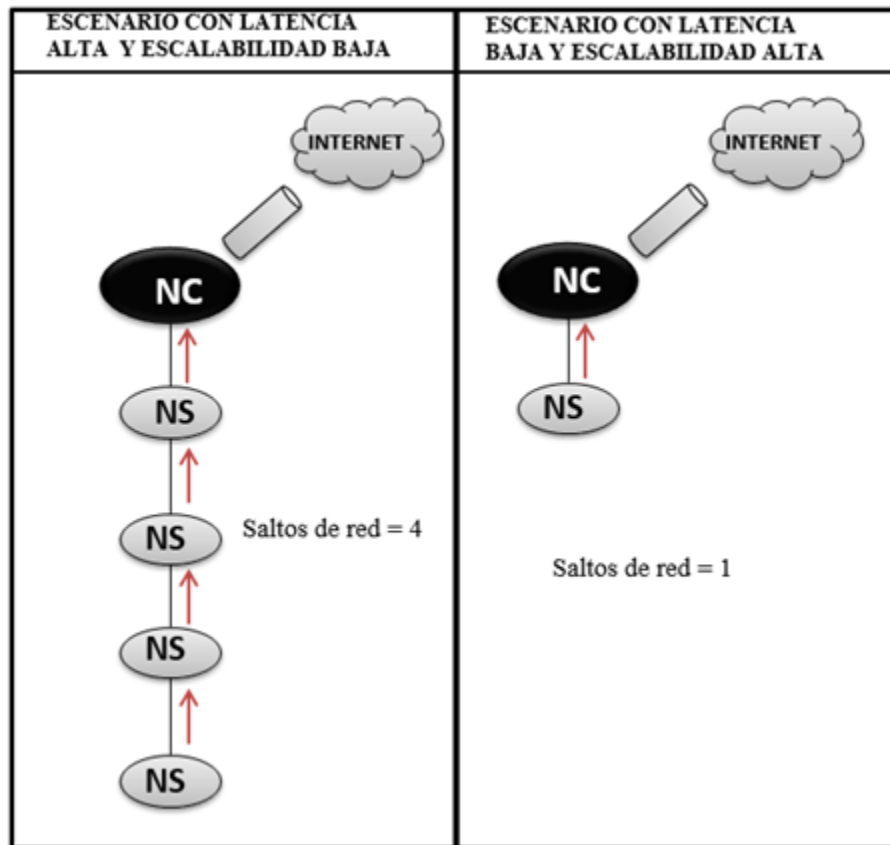 ESCENARIO CON LATENCIA
ALTA Y ESCALABILIDAD BAJA
INTERNET
NC
NS
NS
Saltos de red = 4
NS
NS
ESCENARIO CON LATENCIA
BAJA Y ESCALABILIDAD ALTA
INTERNET
NC
NS
Saltos de red = 1